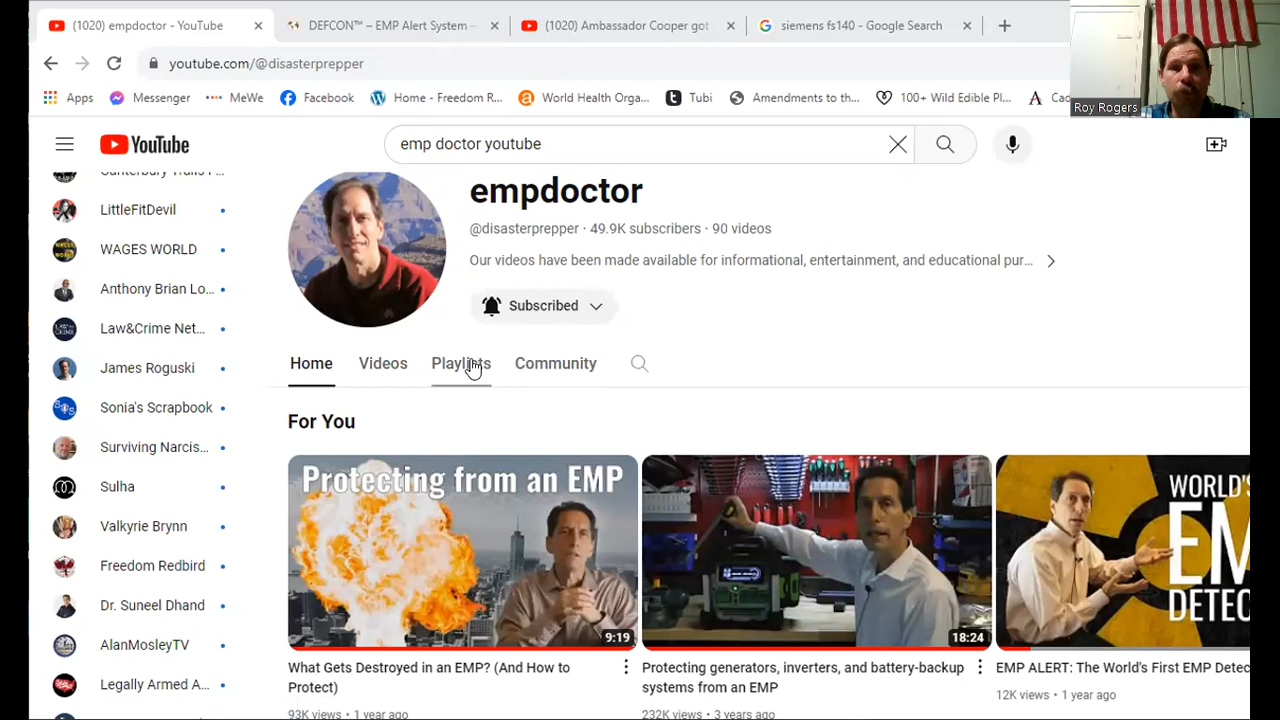 (1020) empdoctor - YouTube
DEFCON™ – EMP Alert System -
(1020) Ambassador Cooper got
siemens fs140 - Google Search
youtube.com/@disasterprepper
Apps
Messenger
MeWe
Facebook
Home - Freedom R...
World Health Orga...
Tubi
Amendments to th...
100+ Wild Edible Pl...
Roy Rogers
YouTube
emp doctor youtube
LittleFitDevil
WAGES WORLD
Anthony Brian Lo...
Law&Crime Net...
James Roguski
Sonia's Scrapbook
Surviving Narcis...
Sulha
Valkyrie Brynn
Freedom Redbird
Dr. Suneel Dhand
AlanMosleyTV
Legally Armed A...
empdoctor
@disasterprepper · 49.9K subscribers · 90 videos
Our videos have been made available for informational, entertainment, and educational pur...
Subscribed
Home
Videos
Playlists
Community
For You
Protecting from an EMP
9:19
What Gets Destroyed in an EMP? (And How to
Protect)
93K views · 1 year ago
18:24
Protecting generators, inverters, and battery-backup
systems from an EMP
232K views · 3 years ago
WORLD'S
EM
DETEC
EMP ALERT: The World's First EMP Detec
12K views · 1 year ago